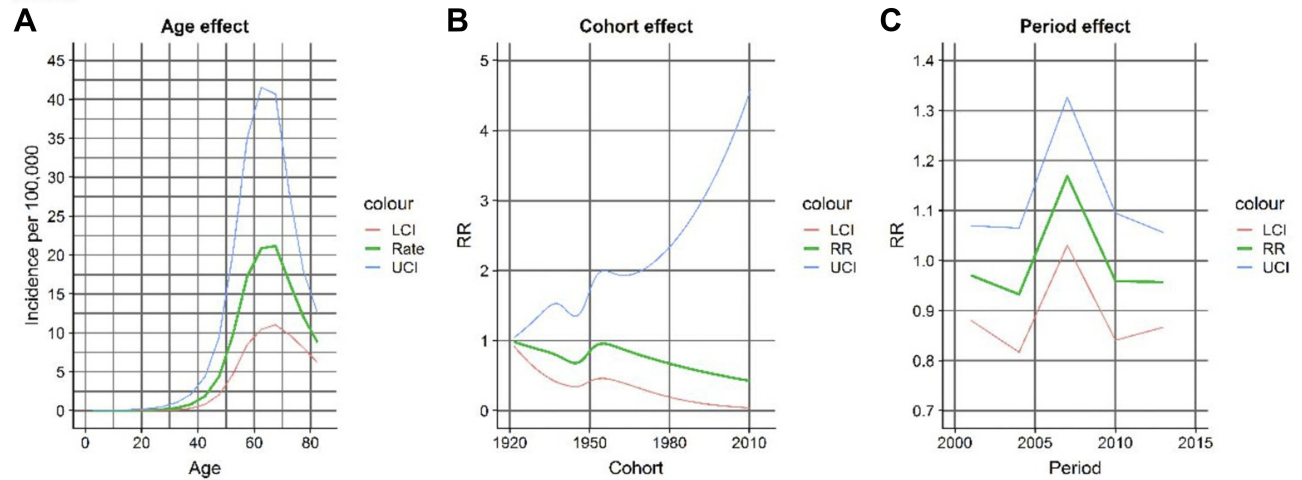 A
Age effect
Incidence per 100,000
45
40
35
30
25
20
15
10
5
0
0 20 40 60 80
Age
colour
LCI
Rate
UCI
B
Cohort effect
RR
5
4
3
2
1
0
1920 1950 1980 2010
Cohort
colour
LCI
RR
UCI
C
Period effect
RR
1.4
1.3
1.2
1.1
1.0
0.9
0.8
0.7
2000 2005 2010 2015
Period
colour
LCI
RR
UCI